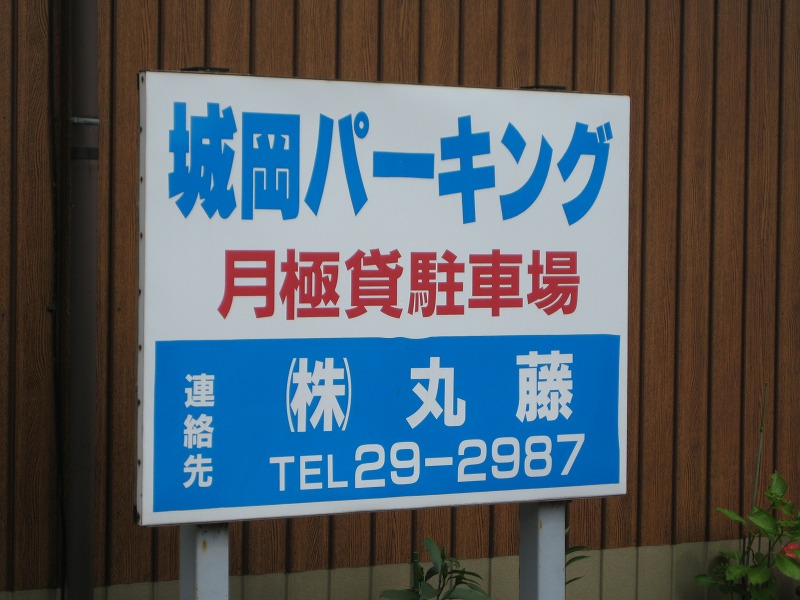 城岡パーキング
月極貸駐車場
連絡先
㈱ 丸藤
TEL29-2987